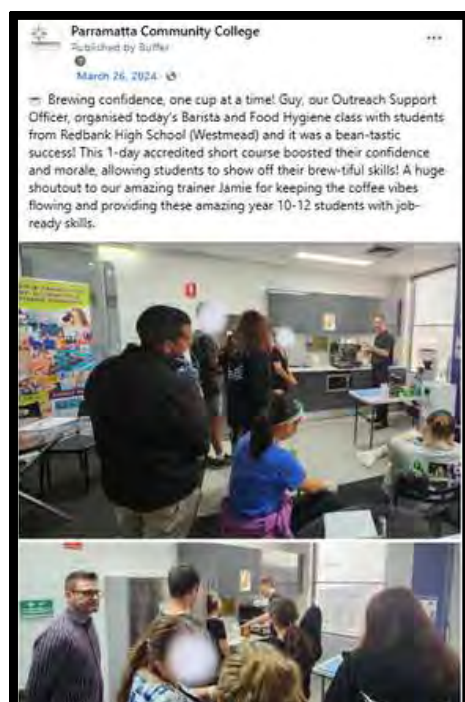 Parramatta Community College
Published by Buffer
March 26, 2024
Brewing confidence, one cup at a time! Guy, our Outreach Support
Officer, organised today's Barista and Food Hygiene class with students
from Redbank High School (Westmead) and it was a bean-tastic
success! This 1-day accredited short course boosted their confidence
and morale, allowing students to show off their brew-tiful skills! A huge
shoutout to our amazing trainer Jamie for keeping the coffee vibes
flowing and providing these amazing year 10-12 students with job-
ready skills.